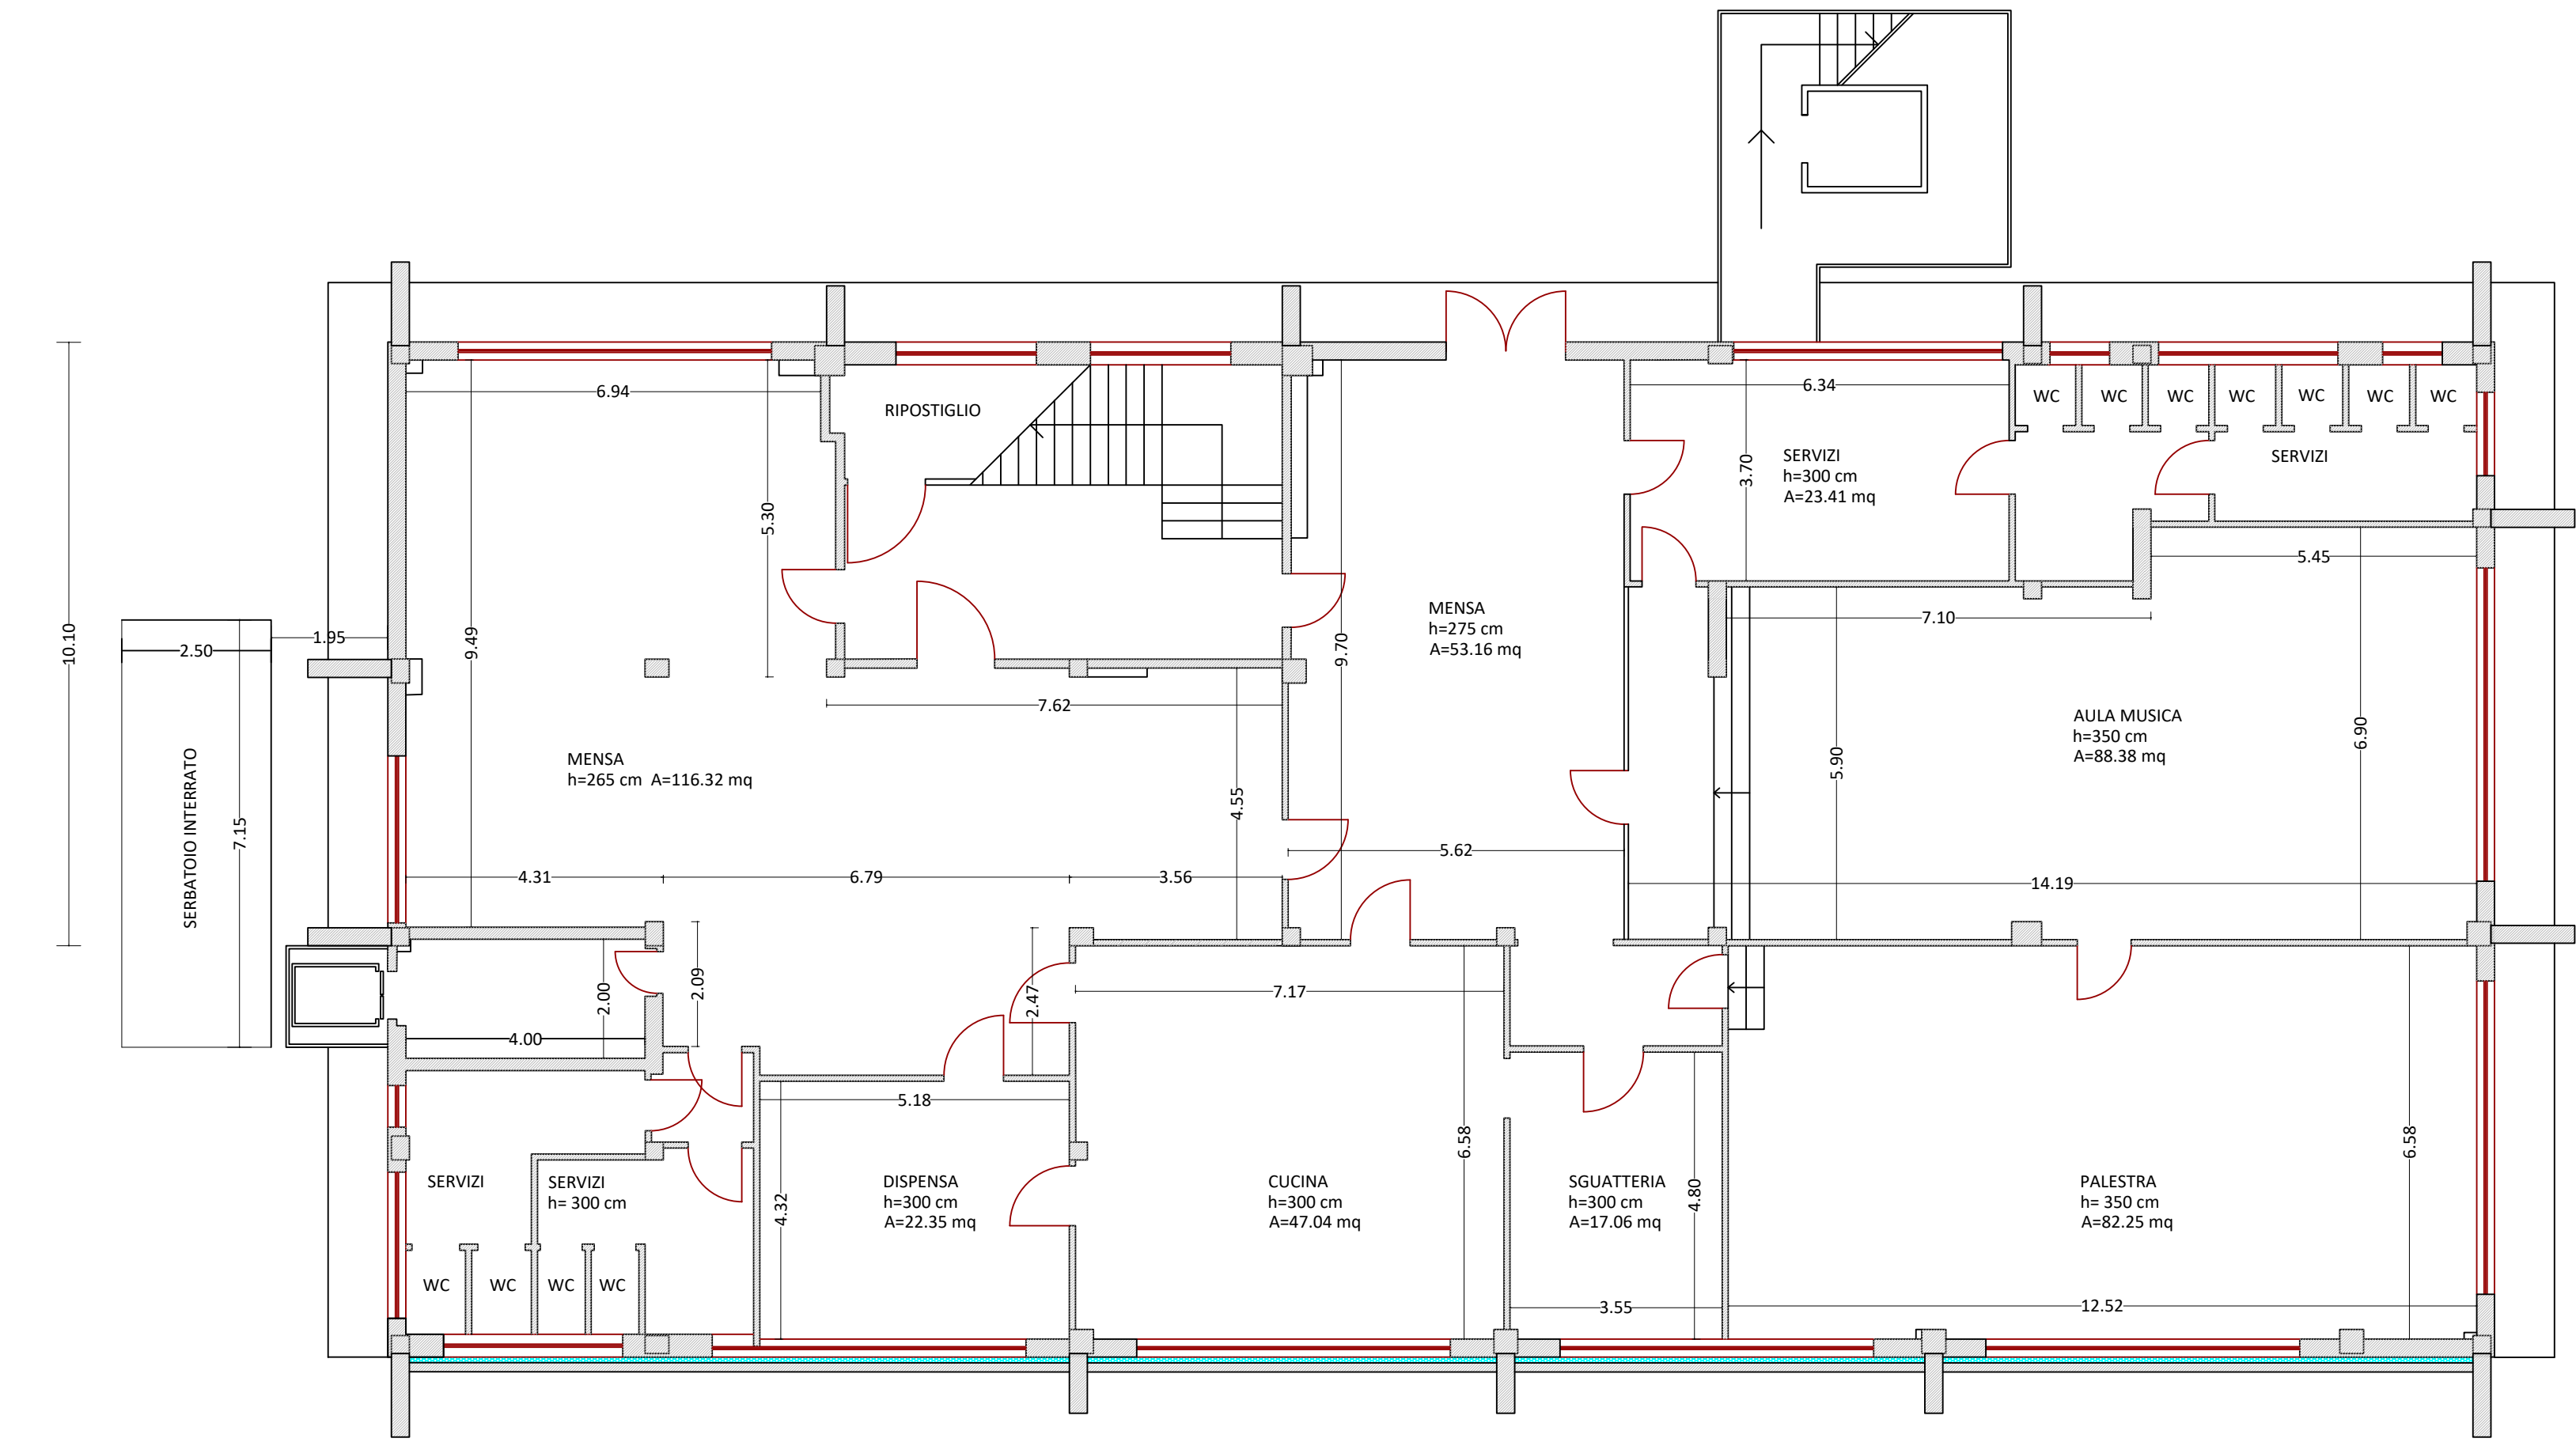 6.94
RIPOSTIGLIO
6.34
WC
WC
WC
WC
WC
WC
WC
SERVIZI
h=300 cm
A=23.41 mq
3.70
SERVIZI
5.30
5.45
10.10
1.95
2.50
9.49
MENSA
h=275 cm
A=53.16 mq
9.70
7.10
7.62
AULA MUSICA
h=350 cm
A=88.38 mq
5.90
6.90
MENSA
h=265 cm A=116.32 mq
4.55
SERBATOIO INTERRATO
7.15
5.62
4.31
6.79
3.56
14.19
2.00
2.09
2.47
7.17
4.00
5.18
6.58
6.58
SERVIZI
SERVIZI
h= 300 cm
4.32
DISPENSA
h=300 cm
A=22.35 mq
CUCINA
h=300 cm
A=47.04 mq
SGUATTERIA
h=300 cm
A=17.06 mq
4.80
PALESTRA
h= 350 cm
A=82.25 mq
WC
WC
WC
WC
3.55
12.52